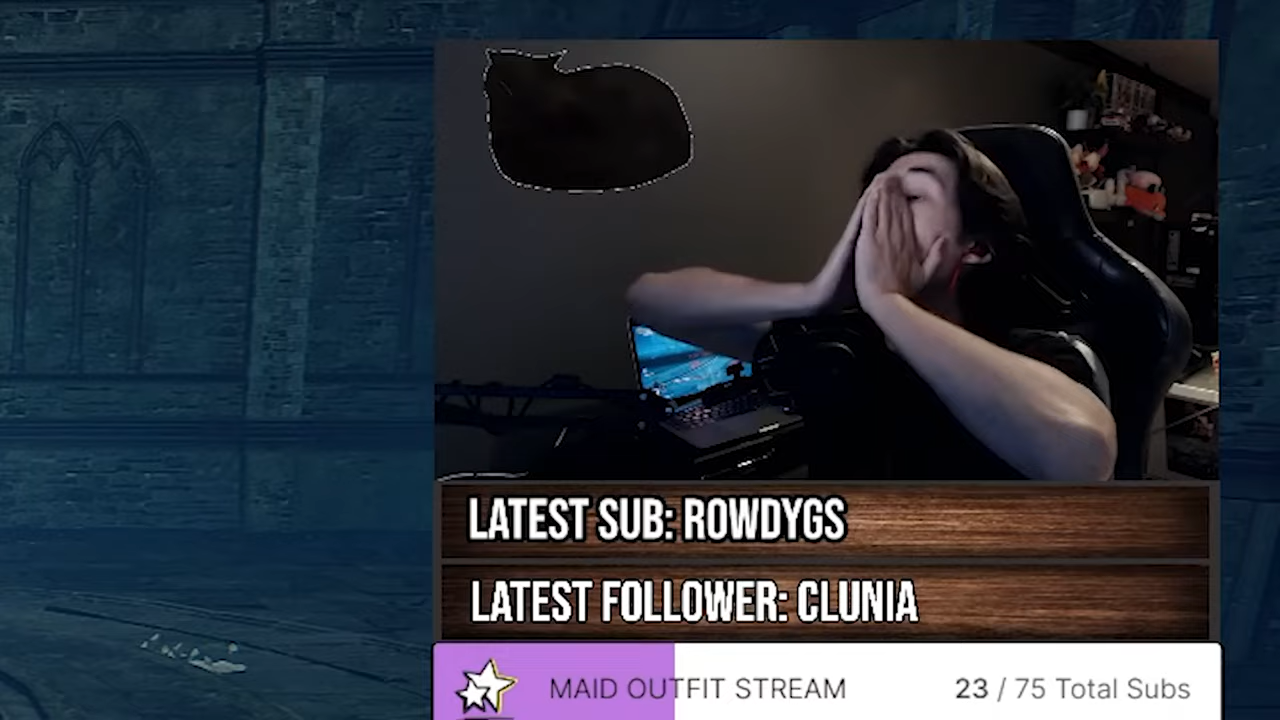 LATEST SUB: ROWDYGS
LATEST FOLLOWER: CLUNIA
MAID OUTFIT STREAM 23 / 75 Total Subs